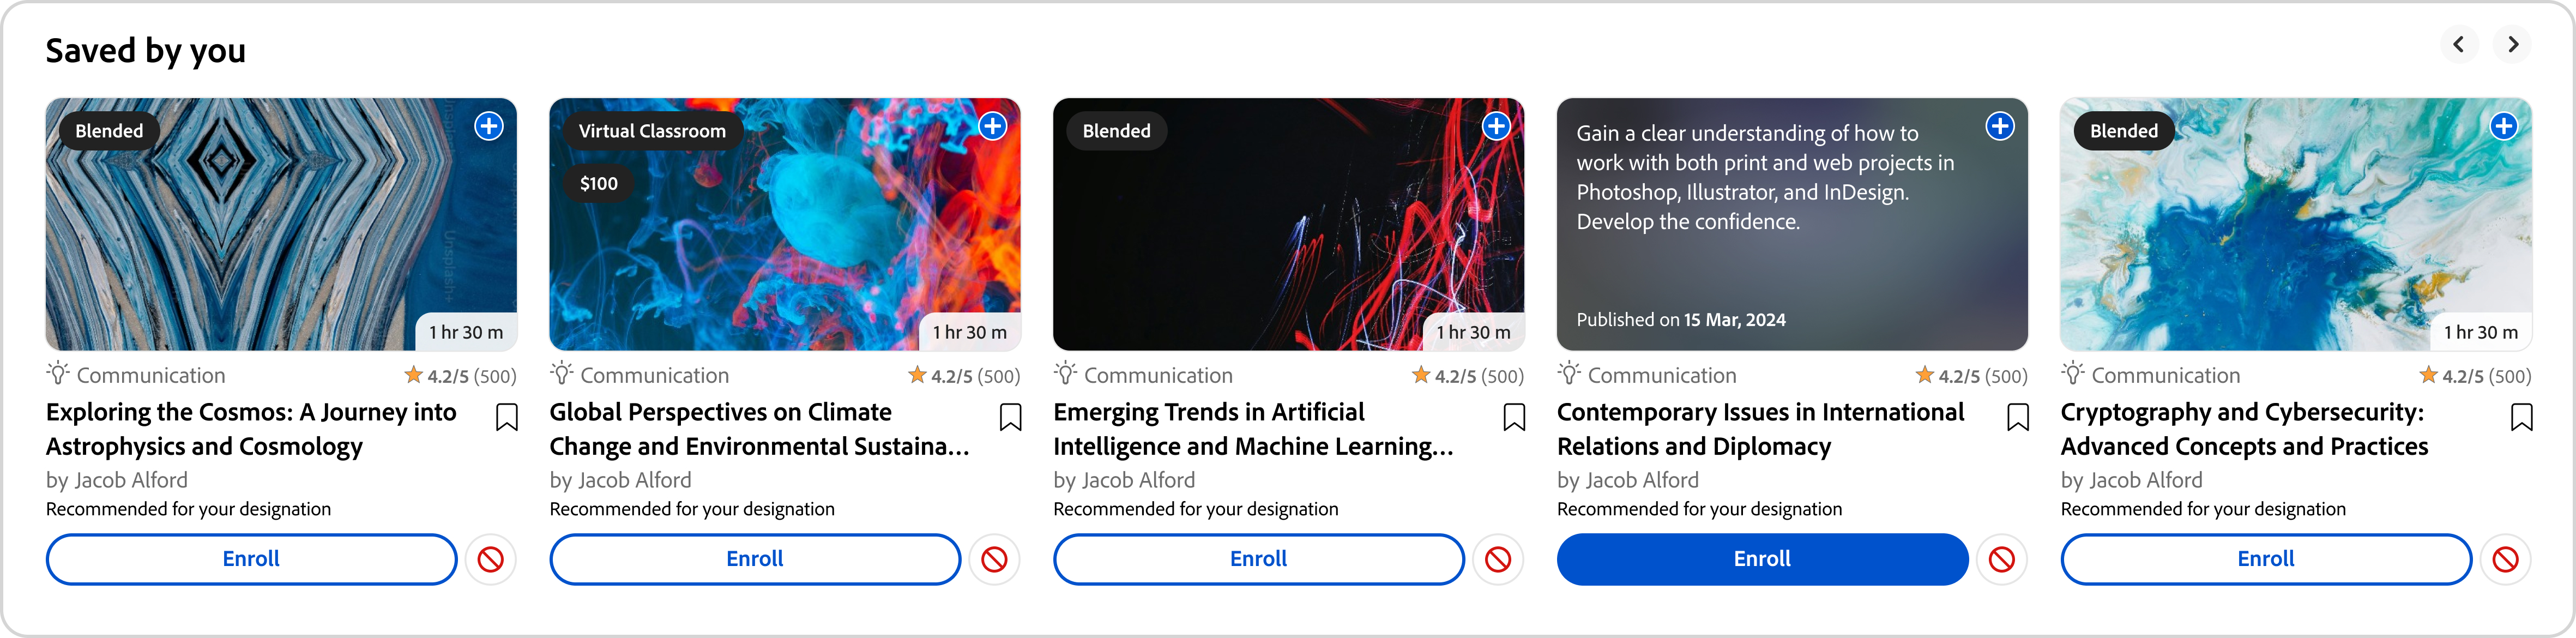 Saved by you
Blended
Unsplash+
1 hr 30 m
Communication
4.2/5 (500)
Exploring the Cosmos: A Journey into
Astrophysics and Cosmology
by Jacob Alford
Recommended for your designation
Enroll
Virtual Classroom
$100
1 hr 30 m
Communication
4.2/5 (500)
Global Perspectives on Climate
Change and Environmental Sustaina...
by Jacob Alford
Recommended for your designation
Enroll
Blended
1 hr 30 m
Communication
4.2/5 (500)
Emerging Trends in Artificial
Intelligence and Machine Learning...
by Jacob Alford
Recommended for your designation
Enroll
Gain a clear understanding of how to
work with both print and web projects in
Photoshop, Illustrator, and InDesign.
Develop the confidence.
Published on 15 Mar, 2024
Communication
4.2/5 (500)
Contemporary Issues in International
Relations and Diplomacy
by Jacob Alford
Recommended for your designation
Enroll
Blended
1 hr 30 m
Communication
4.2/5 (500)
Cryptography and Cybersecurity:
Advanced Concepts and Practices
by Jacob Alford
Recommended for your designation
Enroll